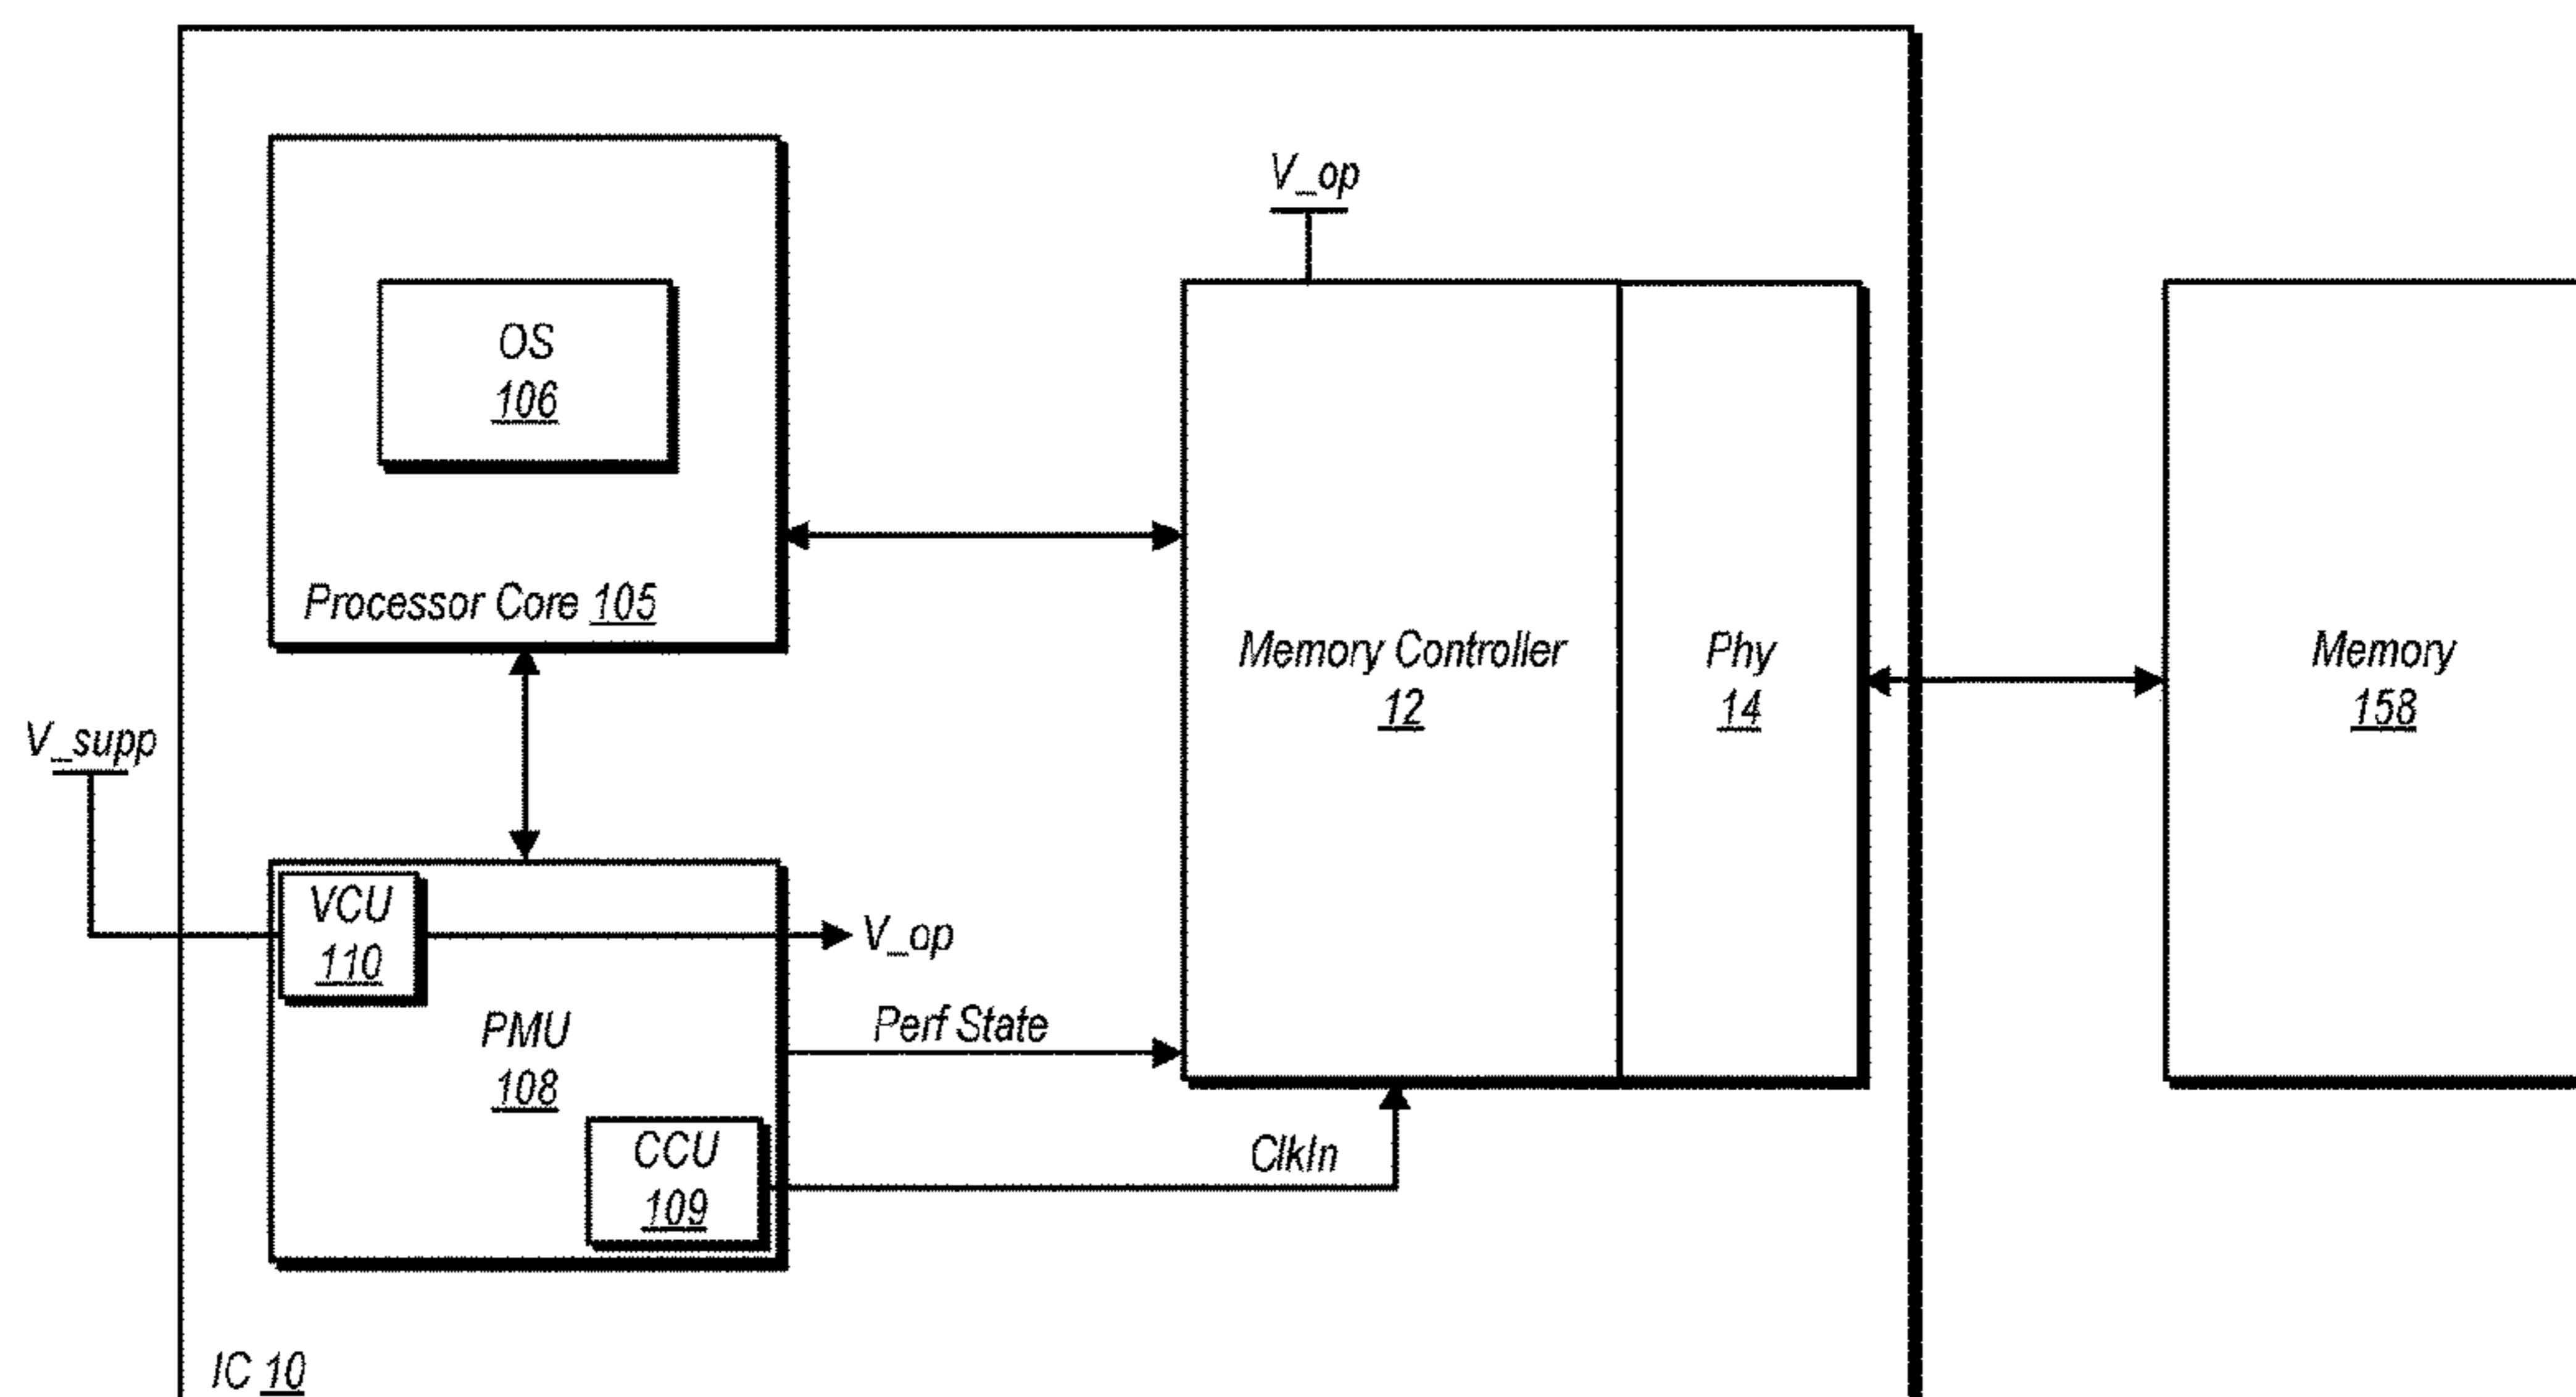 V_op
OS
106
Processor Core 105
Memory Controller
12
Phy
14
Memory
158
V_supp
VCU
110
V_op
PMU
108
Perf State
CCU
109
ClkIn
IC 10